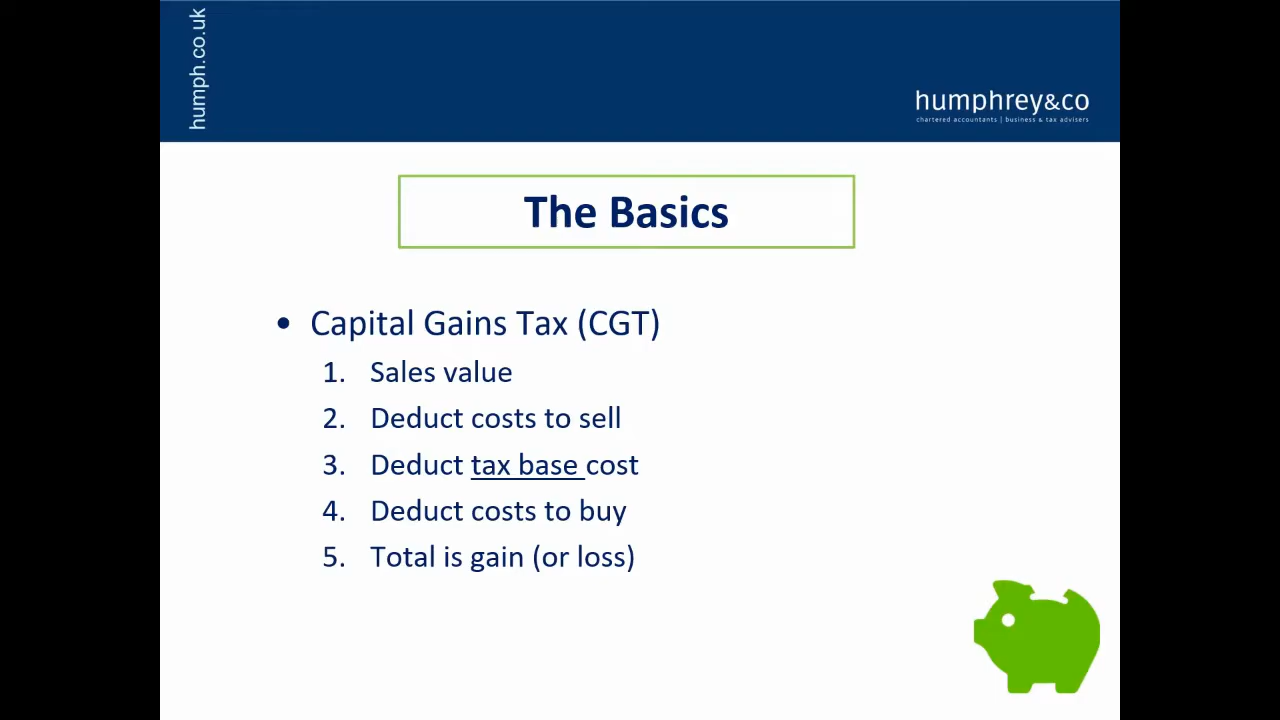 humph.co.uk
humphrey&co
chartered accountants | business & tax advisers
The Basics
• Capital Gains Tax (CGT)
1. Sales value
2. Deduct costs to sell
3. Deduct tax base cost
4. Deduct costs to buy
5. Total is gain (or loss)